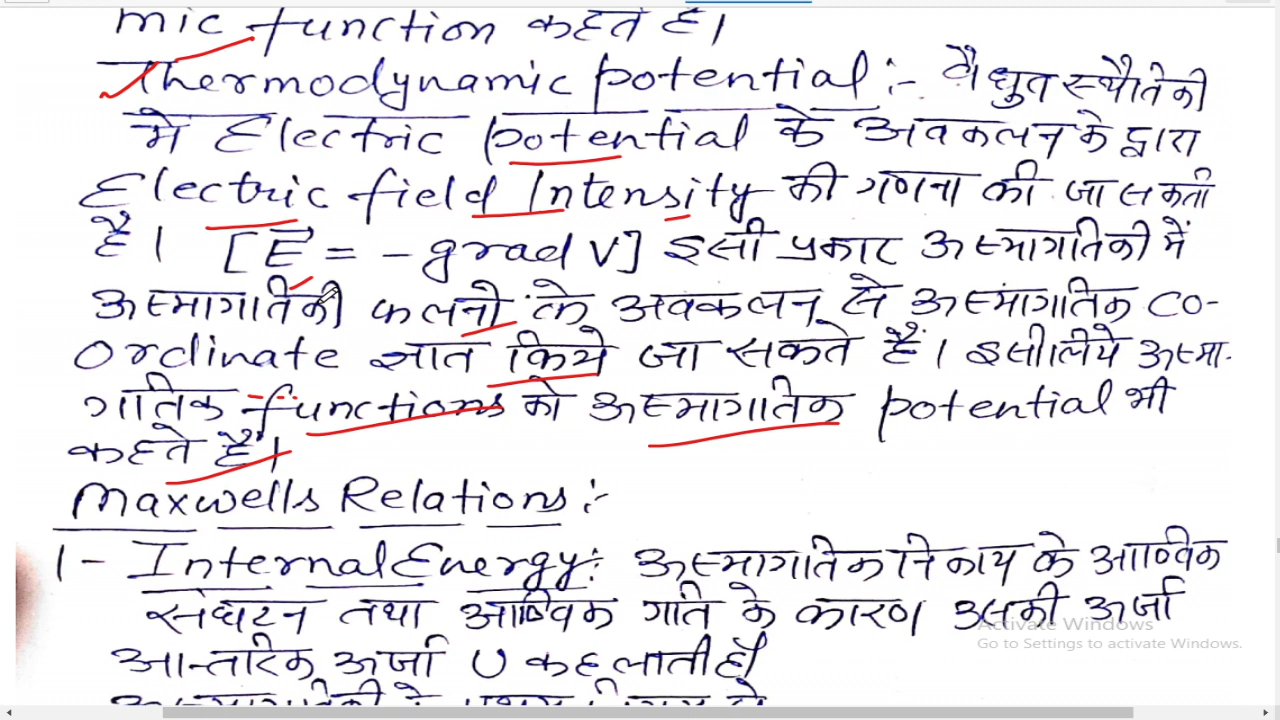 mic function कहते है।
Thermodynamic potential :- वैधुत स्थैतिकी
मे Electric potential के अवकलन के द्वारा
Electric field Intensity की गणना की जा सकती
है। [E⃗ = -grad V] इसी प्रकार ऊष्मागतिकी में
ऊष्मागतिकी फलनो के अवकलन से ऊष्मागतिक co-
ordinate ज्ञात किये जा सकते हैं। इसीलिये ऊष्मा-
गतिक functions को ऊष्मागतिक potential भी
कहते है।
Maxwells Relations :-
1- Internal Energy: ऊष्मागतिक निकाय के आण्विक
संघटन तथा आण्विक गति के कारण उसकी ऊर्जा
आन्तरिक ऊर्जा U कहलाती है।
Activate Windows
Go to Settings to activate Windows.